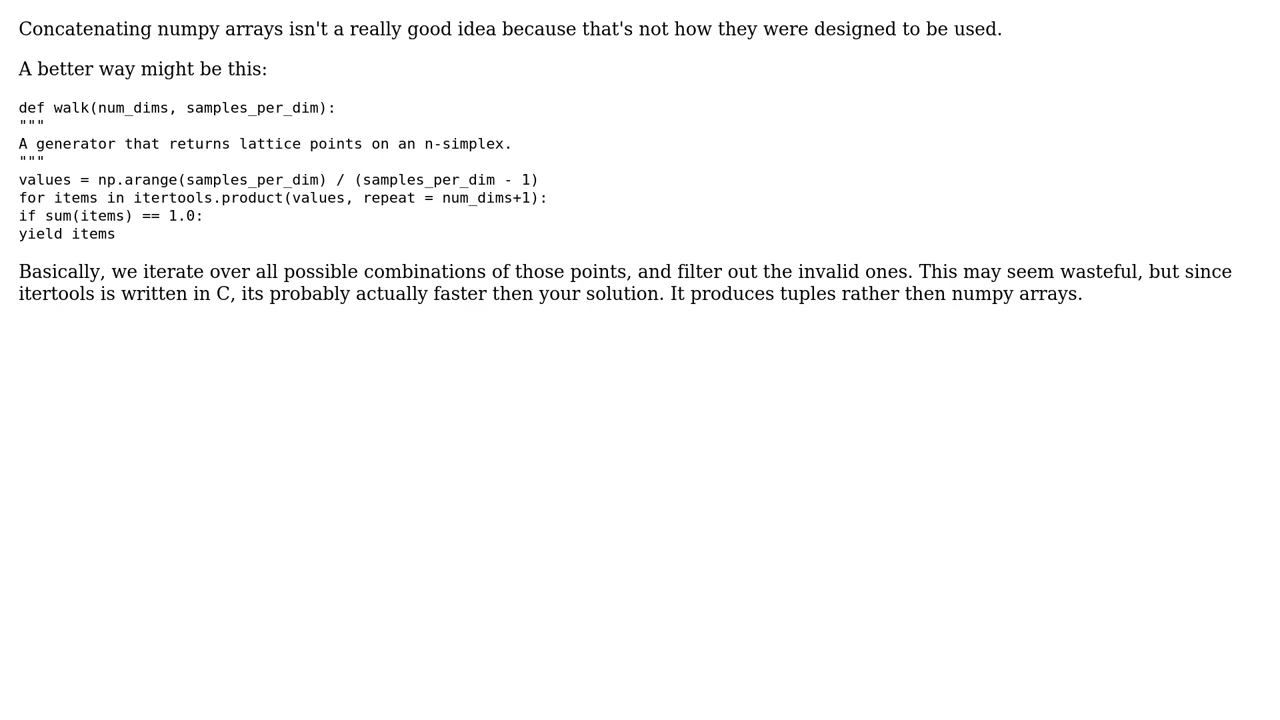 Concatenating numpy arrays isn't a really good idea because that's not how they were designed to be used.
A better way might be this:
def walk(num_dims, samples_per_dim):
"""
A generator that returns lattice points on an n-simplex.
"""
values = np.arange(samples_per_dim) / (samples_per_dim - 1)
for items in itertools.product(values, repeat = num_dims+1):
if sum(items) == 1.0:
yield items
Basically, we iterate over all possible combinations of those points, and filter out the invalid ones. This may seem wasteful, but since
itertools is written in C, its probably actually faster then your solution. It produces tuples rather then numpy arrays.